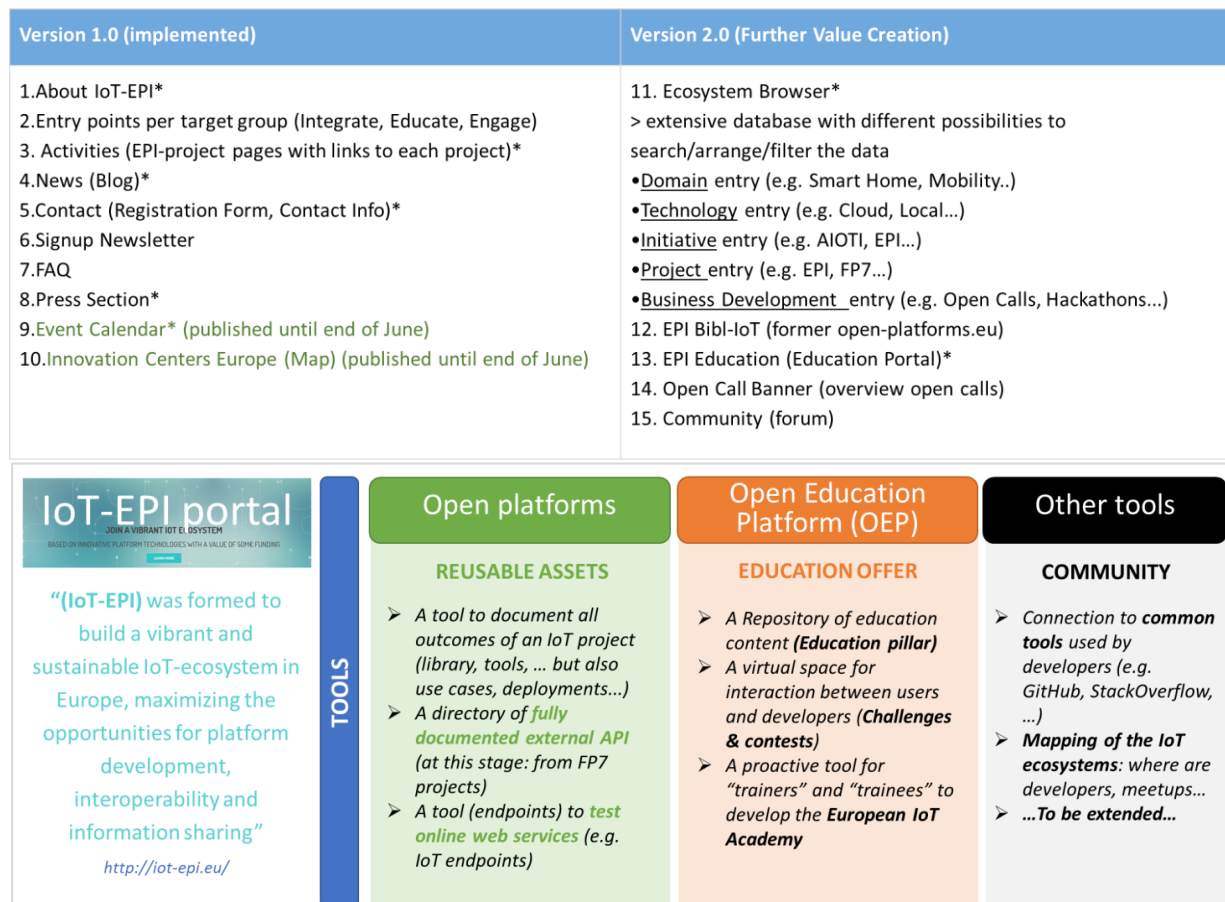 Version 1.0 (implemented)
1.About IoT-EPI*
2.Entry points per target group (Integrate, Educate, Engage)
3. Activities (EPI-project pages with links to each project)*
4.News (Blog)*
5.Contact (Registration Form, Contact Info)*
6.Signup Newsletter
7.FAQ
8.Press Section*
9.Event Calendar* (published until end of June)
10.Innovation Centers Europe (Map) (published until end of June)
Version 2.0 (Further Value Creation)
11. Ecosystem Browser*
> extensive database with different possibilities to
search/arrange/filter the data
•Domain entry (e.g. Smart Home, Mobility..)
•Technology entry (e.g. Cloud, Local…)
•Initiative entry (e.g. AIOTI, EPI…)
•Project entry (e.g. EPI, FP7…)
•Business Development entry (e.g. Open Calls, Hackathons…)
12. EPI Bibl-IoT (former open-platforms.eu)
13. EPI Education (Education Portal)*
14. Open Call Banner (overview open calls)
15. Community (forum)
IoT-EPI portal
JOIN A VIBRANT IOT ECOSYSTEM
BASED ON INNOVATIVE PLATFORM TECHNOLOGIES WITH A VALUE OF SOME FUNDING
LEARN MORE
“(IoT-EPI) was formed to
build a vibrant and
sustainable IoT-ecosystem in
Europe, maximizing the
opportunities for platform
development,
interoperability and
information sharing”
http://iot-epi.eu/
TOOLS
Open platforms
REUSABLE ASSETS
➢ A tool to document all
outcomes of an IoT project
(library, tools, … but also
use cases, deployments…)
➢ A directory of fully
documented external API
(at this stage: from FP7
projects)
➢ A tool (endpoints) to test
online web services (e.g.
IoT endpoints)
Open Education
Platform (OEP)
EDUCATION OFFER
➢ A Repository of education
content (Education pillar)
➢ A virtual space for
interaction between users
and developers (Challenges
& contests)
➢ A proactive tool for
“trainers” and “trainees” to
develop the European IoT
Academy
Other tools
COMMUNITY
➢ Connection to common
tools used by
developers (e.g.
GitHub, StackOverflow,
…)
➢ Mapping of the IoT
ecosystems: where are
developers, meetups…
➢ …To be extended…